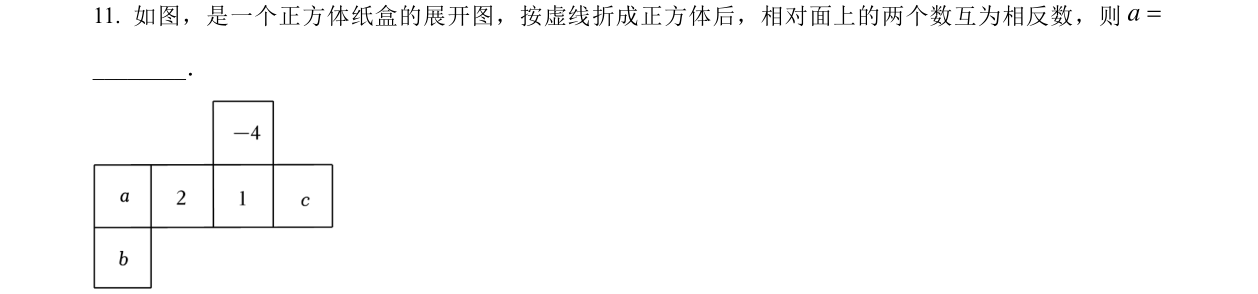 11. 如图，是一个正方体纸盒的展开图，按虚线折成正方体后，相对面上的两个数互为相反数，则 a =
________.
−4
a 2 1 c
b